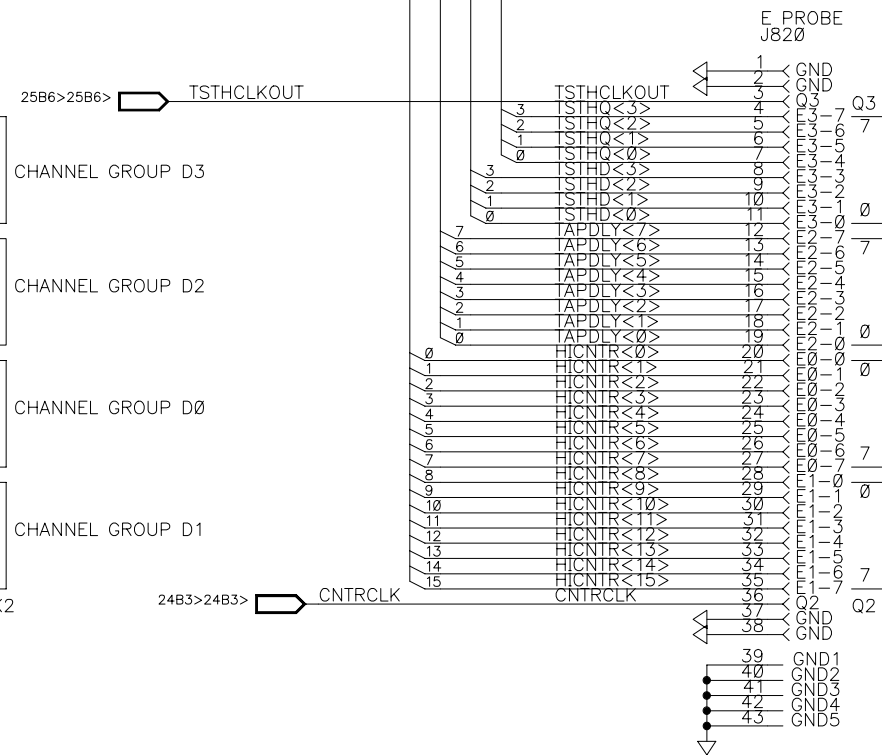 E PROBE
J82Ø
1 GND
2 GND
25B6>25B6> TSTHCLKOUT TSTHCLKOUT 3 Q3 Q3
3 TSTHQ<3> 4 E3-7 7
2 TSTHQ<2> 5 E3-6
1 TSTHQ<1> 6 E3-5
Ø TSTHQ<Ø> 7 E3-4
CHANNEL GROUP D3
3 TSTHD<3> 8 E3-3
2 TSTHD<2> 9 E3-2
1 TSTHD<1> 1Ø E3-1 Ø
Ø TSTHD<Ø> 11 E3-Ø
7 TAPDLY<7> 12 E2-7 7
6 TAPDLY<6> 13 E2-6
5 TAPDLY<5> 14 E2-5
4 TAPDLY<4> 15 E2-4
CHANNEL GROUP D2
3 TAPDLY<3> 16 E2-3
2 TAPDLY<2> 17 E2-2
1 TAPDLY<1> 18 E2-1 Ø
Ø TAPDLY<Ø> 19 E2-Ø
Ø HICNTR<Ø> 2Ø EØ-Ø Ø
1 HICNTR<1> 21 EØ-1
2 HICNTR<2> 22 EØ-2
3 HICNTR<3> 23 EØ-3
CHANNEL GROUP DØ
4 HICNTR<4> 24 EØ-4
5 HICNTR<5> 25 EØ-5
6 HICNTR<6> 26 EØ-6 7
7 HICNTR<7> 27 EØ-7
8 HICNTR<8> 28 E1-Ø Ø
9 HICNTR<9> 29 E1-1
1Ø HICNTR<1Ø> 3Ø E1-2
11 HICNTR<11> 31 E1-3
CHANNEL GROUP D1
12 HICNTR<12> 32 E1-4
13 HICNTR<13> 33 E1-5
14 HICNTR<14> 34 E1-6 7
15 HICNTR<15> 35 E1-7
24B3>24B3> CNTRCLK CNTRCLK 36 Q2 Q2
37 GND
38 GND
39 GND1
4Ø GND2
41 GND3
42 GND4
43 GND5